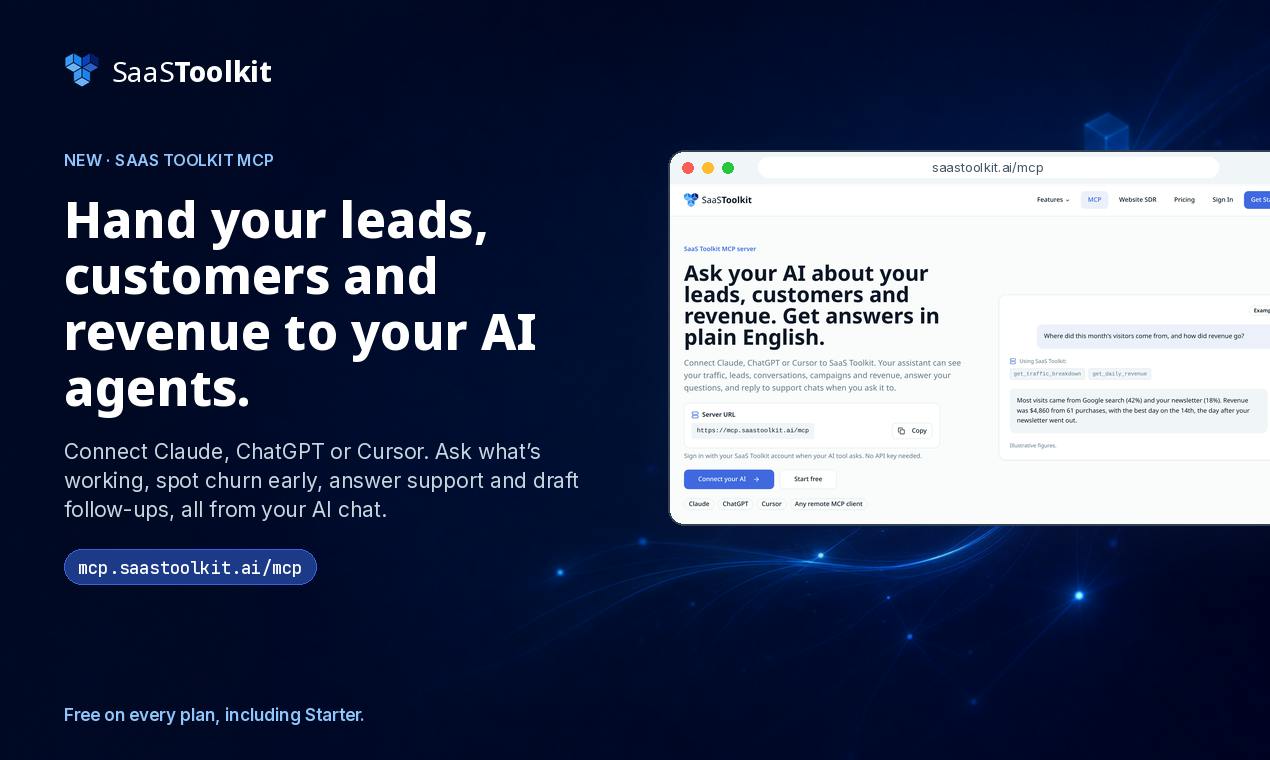 SaaSToolkit
NEW · SAAS TOOLKIT MCP
Hand your leads,
customers and
revenue to your AI
agents.
Connect Claude, ChatGPT or Cursor. Ask what’s
working, spot churn early, answer support and draft
follow-ups, all from your AI chat.
mcp.saastoolkit.ai/mcp
Free on every plan, including Starter.
saastoolkit.ai/mcp
SaaSToolkit
Features
MCP
Website SDR
Pricing
Sign In
Get
SaaS Toolkit MCP server
Ask your AI about your
leads, customers and
revenue. Get answers in
plain English.
Connect Claude, ChatGPT or Cursor to SaaS Toolkit. Your assistant can see
your traffic, leads, conversations, campaigns and revenue, answer your
questions, and reply to support chats when you ask it to.
Server URL
https://mcp.saastoolkit.ai/mcp
Copy
Sign in with your SaaS Toolkit account when your AI tool asks. No API key needed.
Connect your AI →
Start free
Claude
ChatGPT
Cursor
Any remote MCP client
Where did this month's visitors come from, and how did revenue go?
Using SaaS Toolkit:
get_traffic_breakdown
get_daily_revenue
Most visits came from Google search (42%) and your newsletter (18%). Revenue
was $4,860 from 61 purchases, with the best day on the 14th, the day after your
newsletter went out.
Illustrative figures.